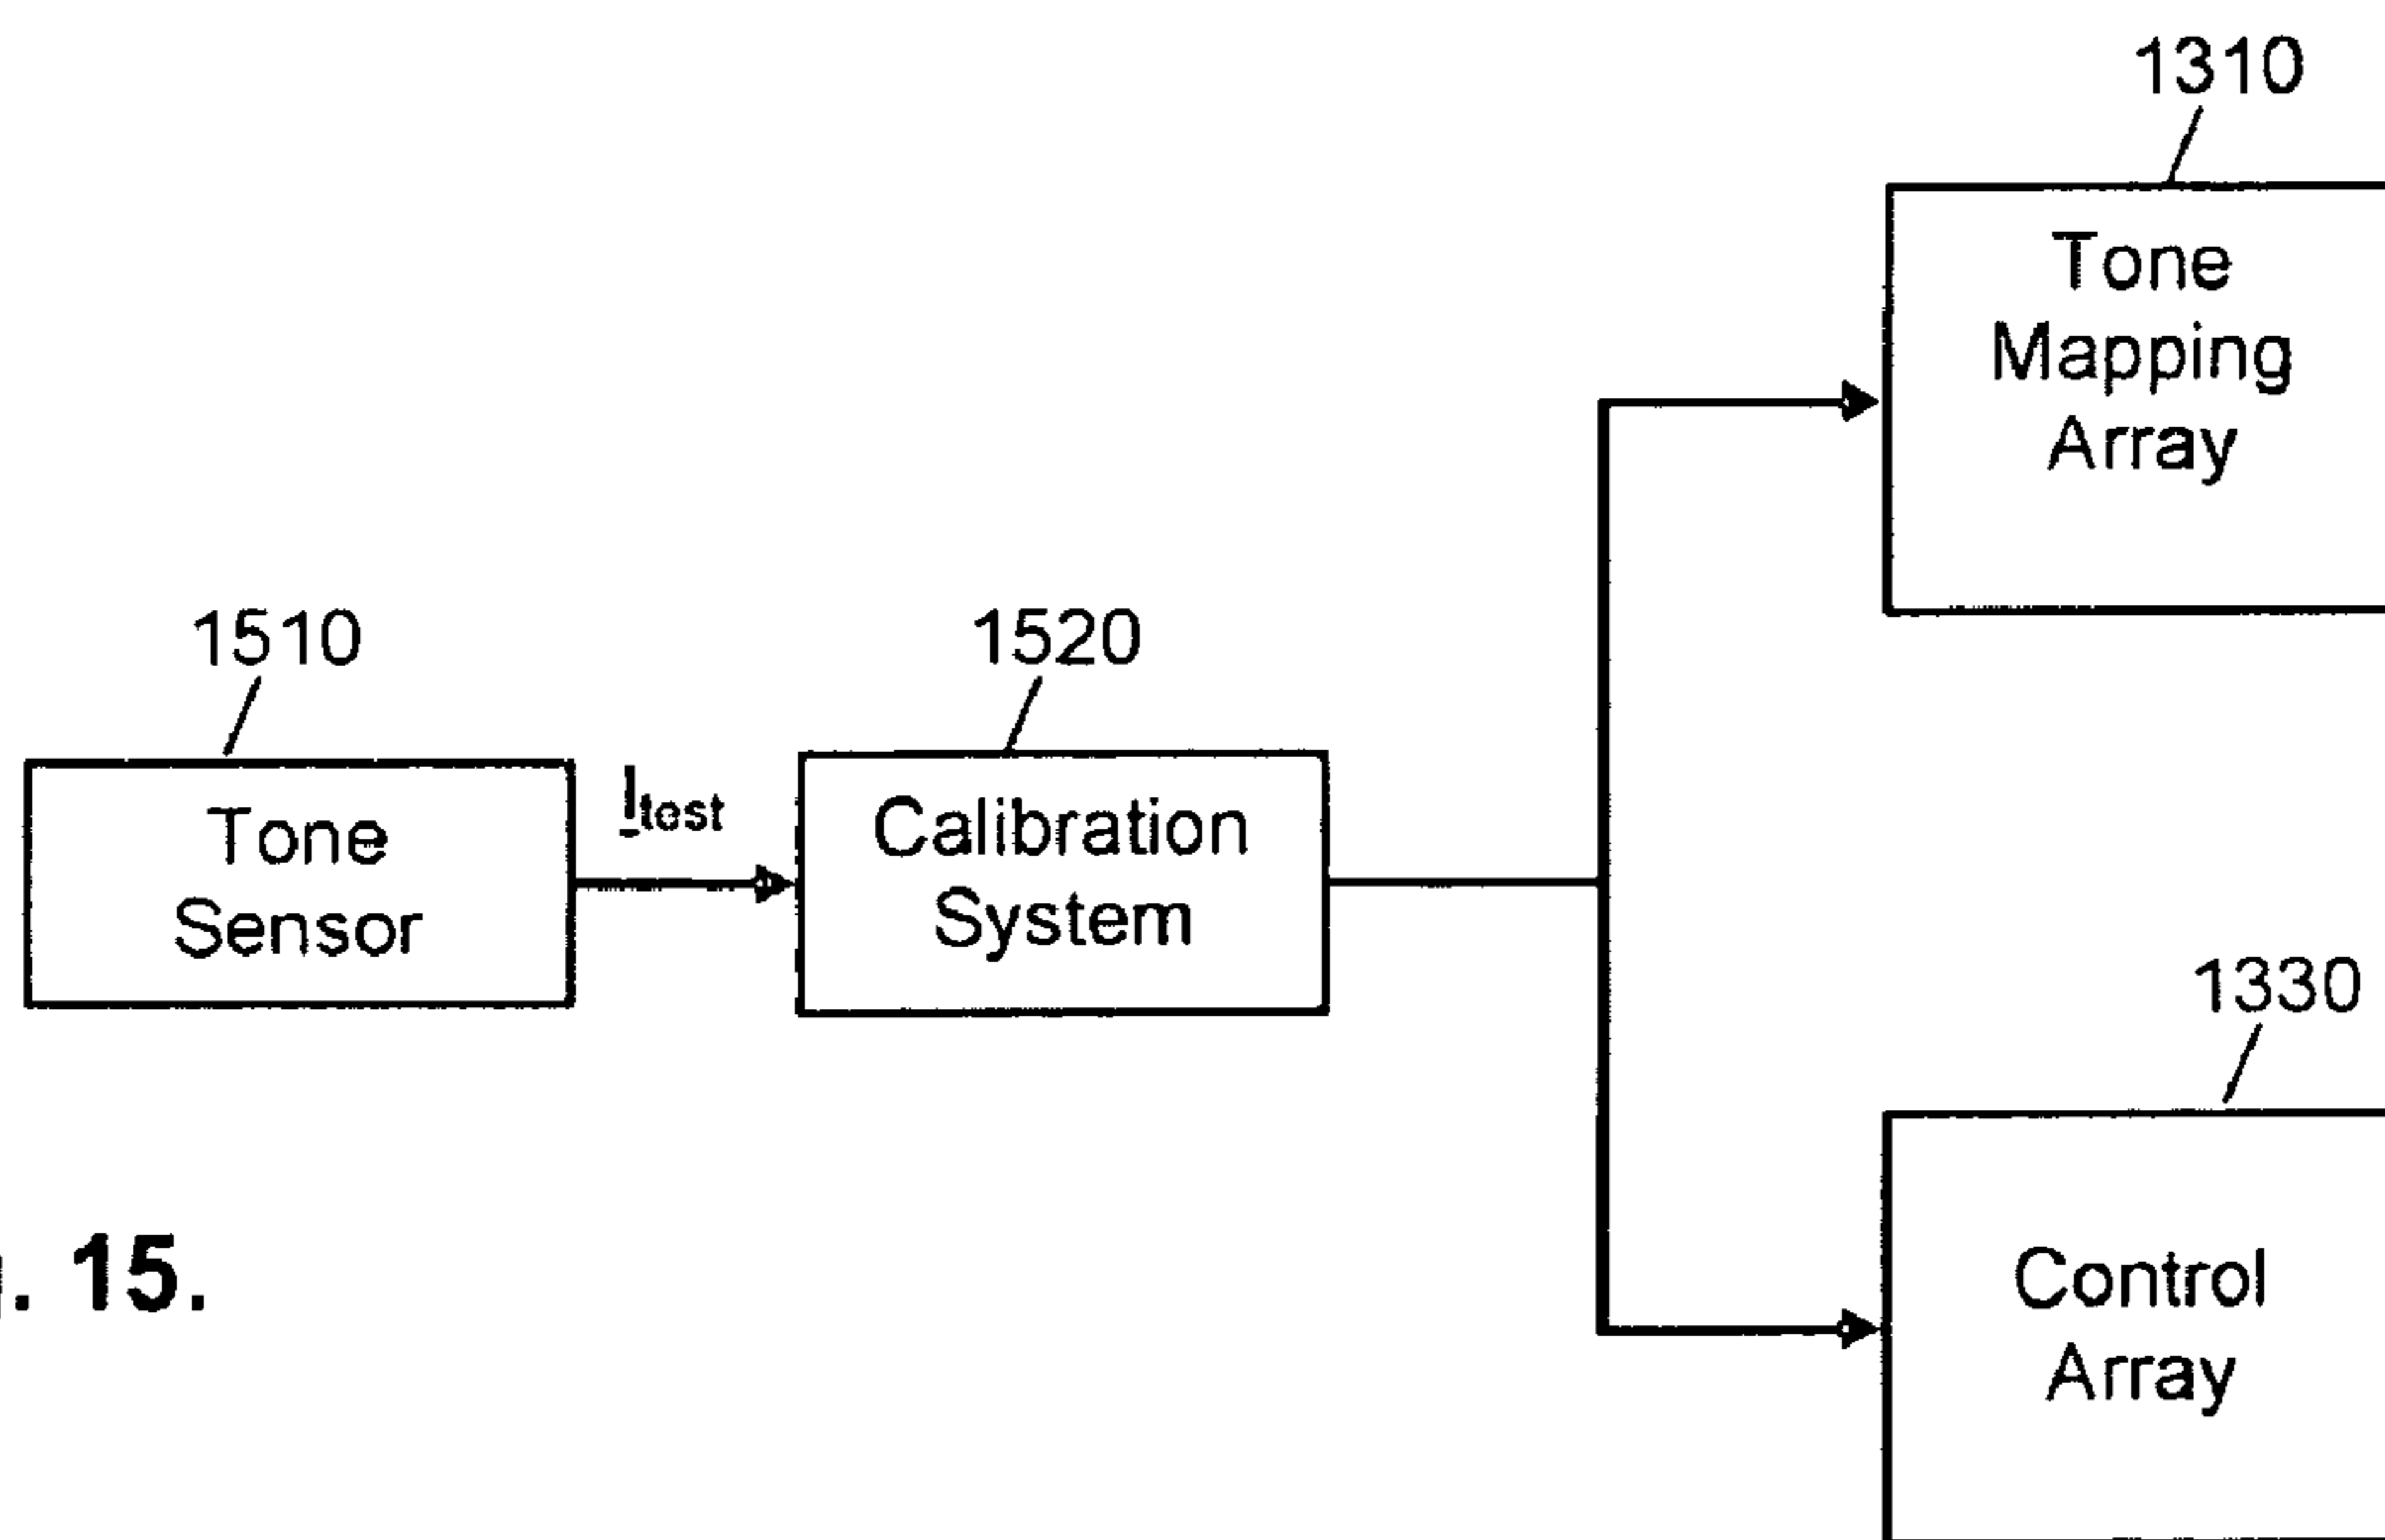 1310
Tone
Mapping
Array
1510
1520
Tone
Sensor
I_test
Calibration
System
1330
Control
Array
. 15.